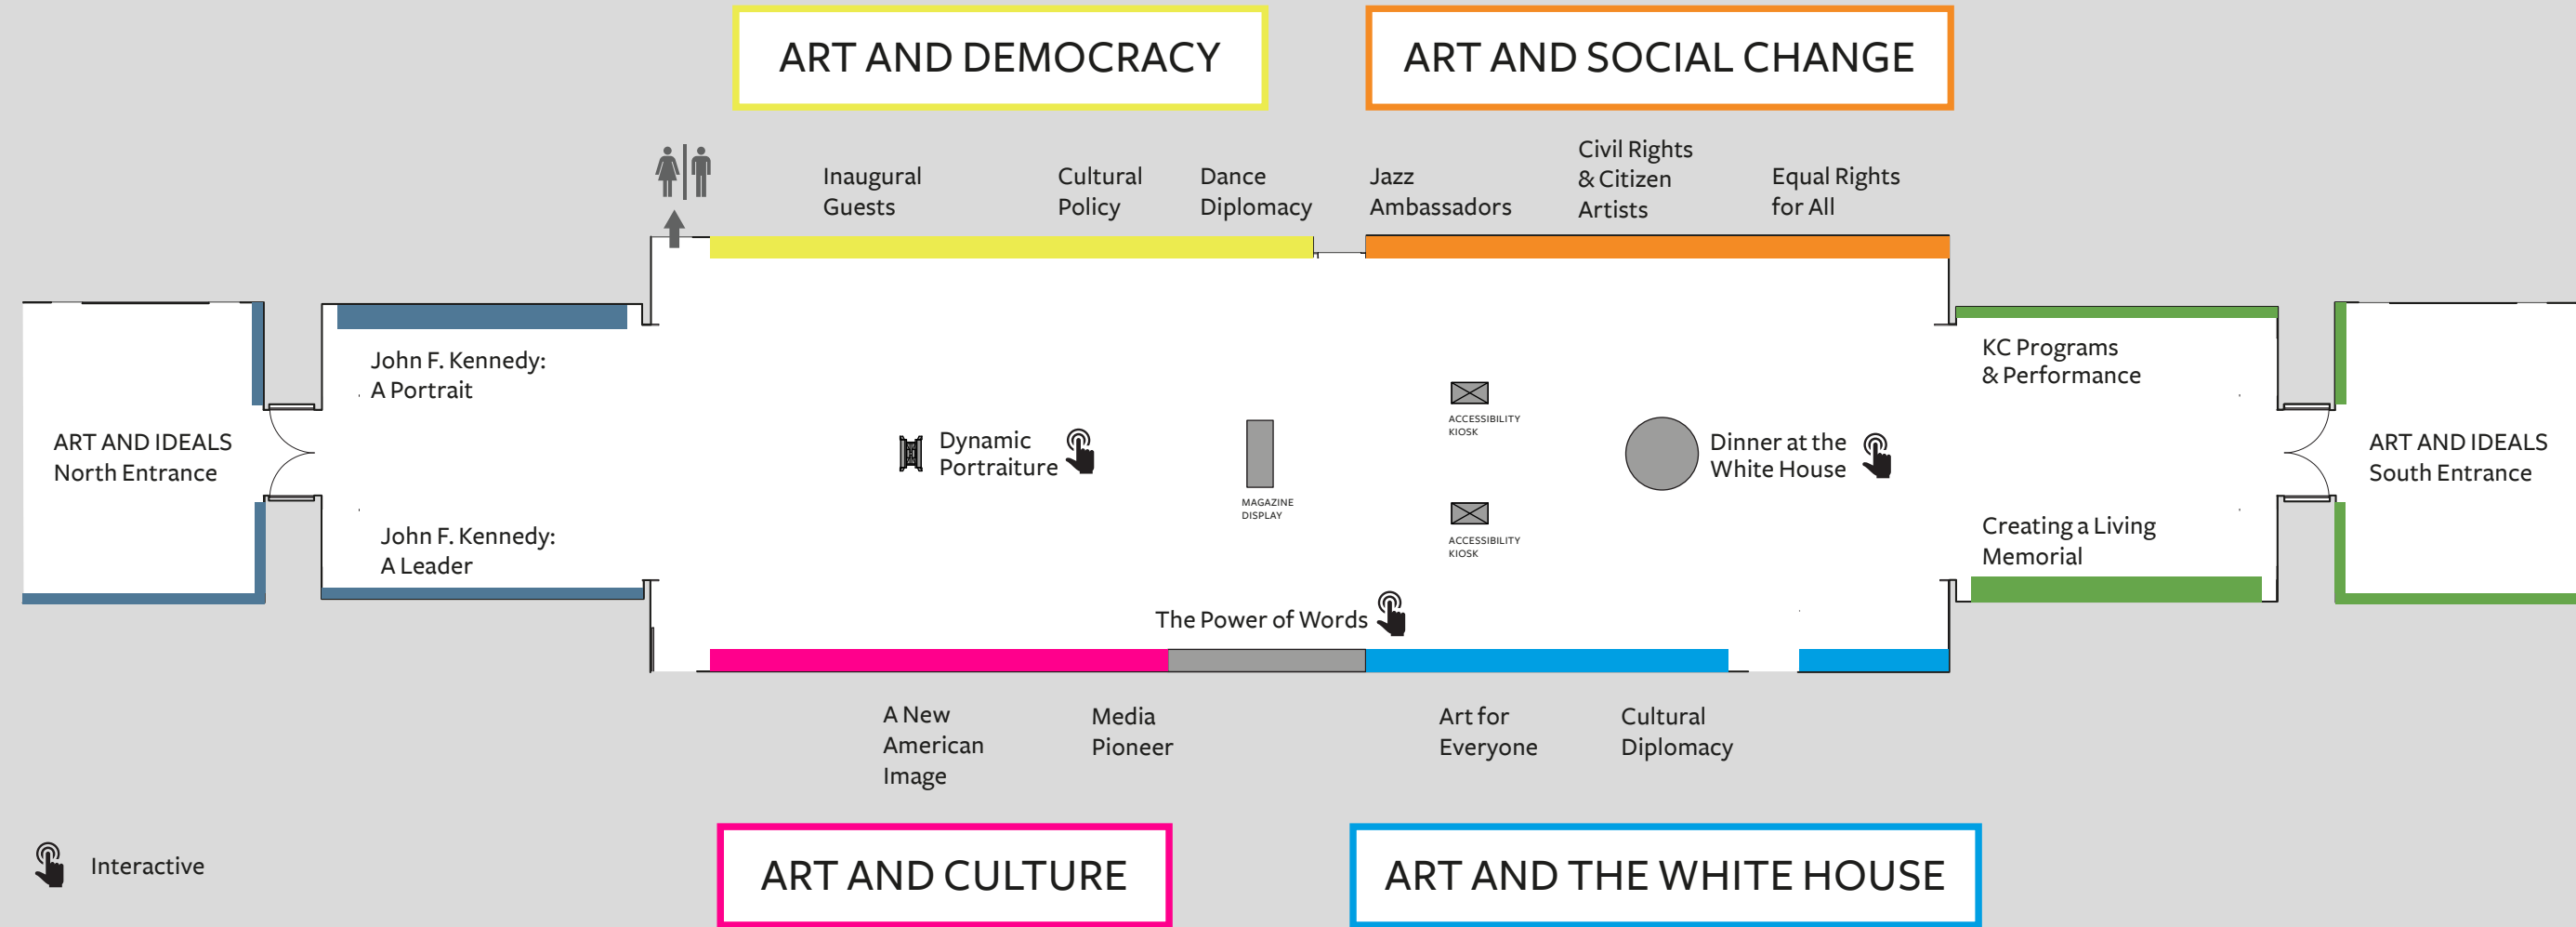 ART AND DEMOCRACY
ART AND SOCIAL CHANGE
Inaugural
Guests
Cultural
Policy
Dance
Diplomacy
Jazz
Ambassadors
Civil Rights
& Citizen
Artists
Equal Rights
for All
ART AND IDEALS
North Entrance
John F. Kennedy:
A Portrait
John F. Kennedy:
A Leader
Dynamic
Portraiture
MAGAZINE
DISPLAY
ACCESSIBILITY
KIOSK
ACCESSIBILITY
KIOSK
Dinner at the
White House
KC Programs
& Performance
Creating a Living
Memorial
ART AND IDEALS
South Entrance
The Power of Words
A New
American
Image
Media
Pioneer
Art for
Everyone
Cultural
Diplomacy
Interactive
ART AND CULTURE
ART AND THE WHITE HOUSE